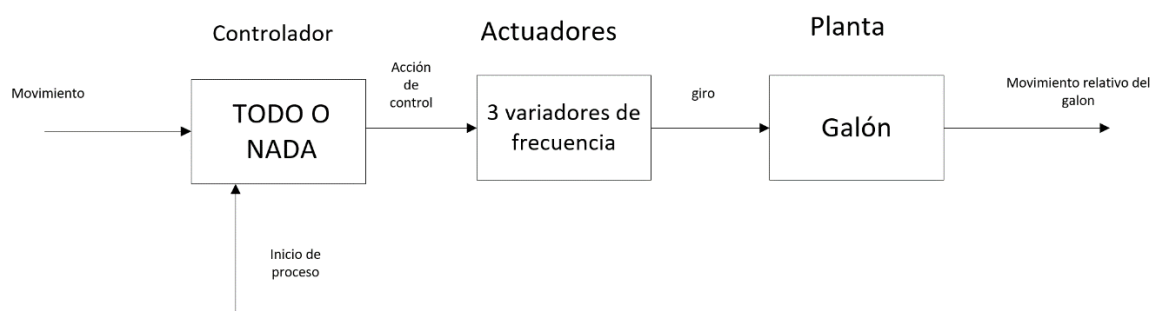 Controlador
Actuadores
Planta
Movimiento
TODO O
NADA
Acción
de
control
3 variadores de
frecuencia
giro
Galón
Movimiento relativo del
galon
Inicio de
proceso